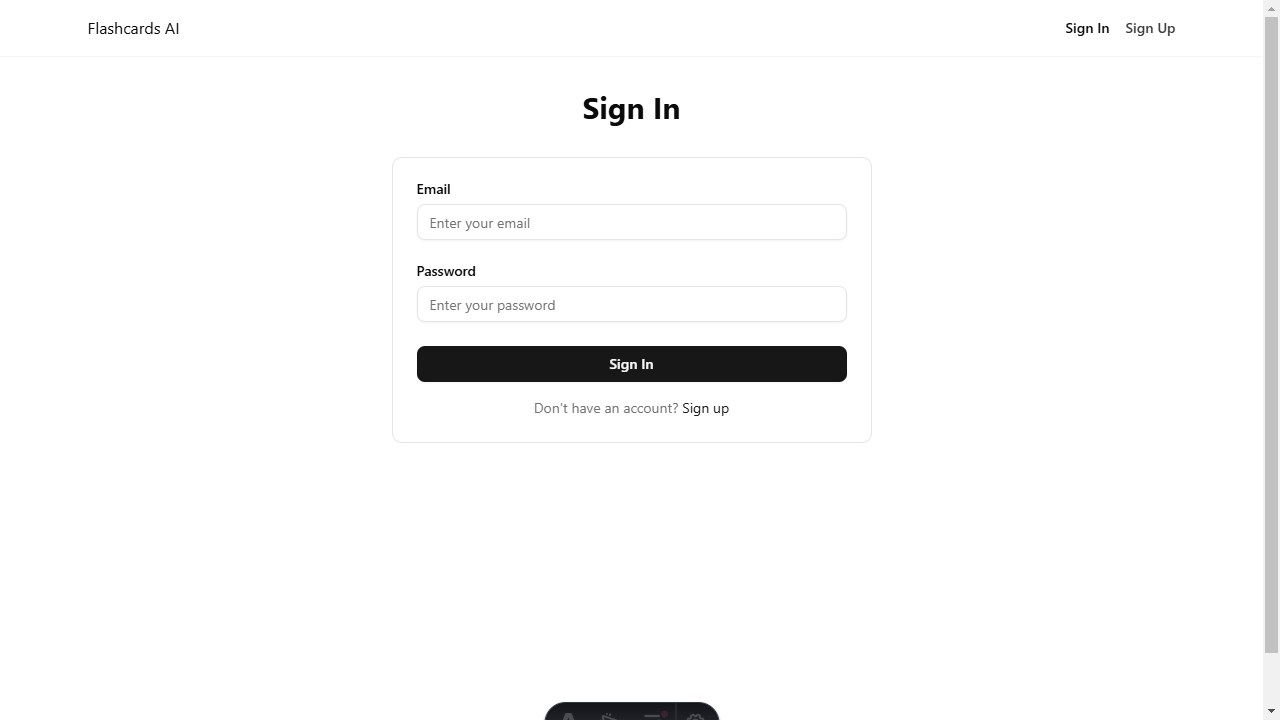 Flashcards AI
Sign In
Sign Up
Sign In
Email
Enter your email
Password
Enter your password
Sign In
Don't have an account? Sign up